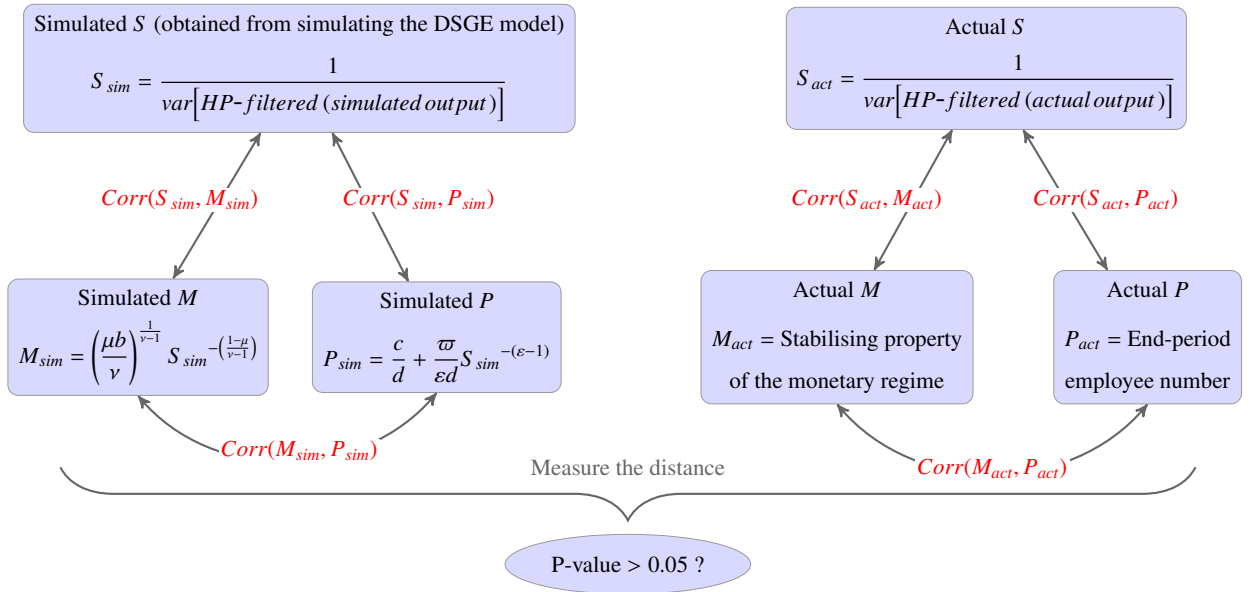 Simulated S (obtained from simulating the DSGE model)
S_sim = 1 / var[HP-filtered (simulated output)]
Actual S
S_act = 1 / var[HP-filtered (actual output)]
Corr(S_sim, M_sim)
Corr(S_sim, P_sim)
Corr(S_act, M_act)
Corr(S_act, P_act)
Simulated M
M_sim = (μb / ν)^(1/(ν−1)) S_sim^−((1−μ)/(ν−1))
Simulated P
P_sim = c/d + ϖ/(εd) S_sim^−(ε−1)
Actual M
M_act = Stabilising property
of the monetary regime
Actual P
P_act = End-period
employee number
Corr(M_sim, P_sim)
Corr(M_act, P_act)
Measure the distance
P-value > 0.05 ?